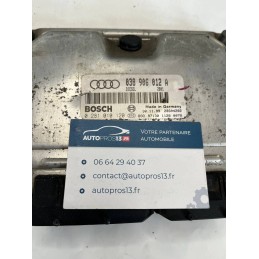 038 906 012 A
Made in Germany
BOSCH
0 281 010 120
AUTOPROS13.FR
VOTRE PARTENAIRE
AUTOMOBILE
06 64 29 40 37
contact@autopros13.fr
autopros13.fr